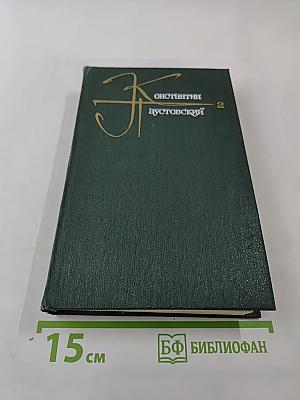 Константин
Паустовский
2
15 см
БФ БИБЛИОФАН